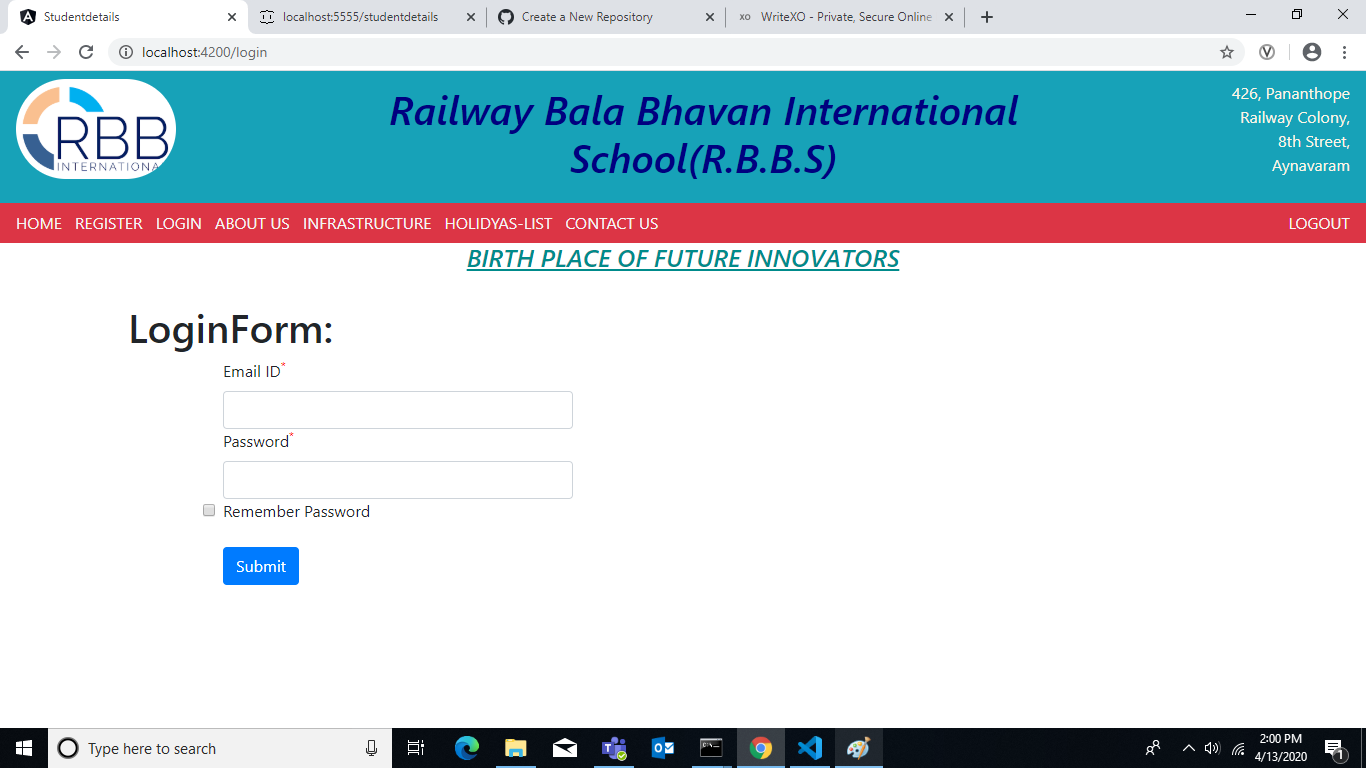 Studentdetails
localhost:5555/studentdetails
Create a New Repository
XO WriteXO - Private, Secure Online
localhost:4200/login
RBB
INTERNATIONA
Railway Bala Bhavan International
School(R.B.B.S)
426, Pananthope
Railway Colony,
8th Street,
Aynavaram
HOME REGISTER LOGIN ABOUT US INFRASTRUCTURE HOLIDYAS-LIST CONTACT US LOGOUT
BIRTH PLACE OF FUTURE INNOVATORS
LoginForm:
Email ID*
Password*
Remember Password
Submit
Type here to search
2:00 PM
4/13/2020
1